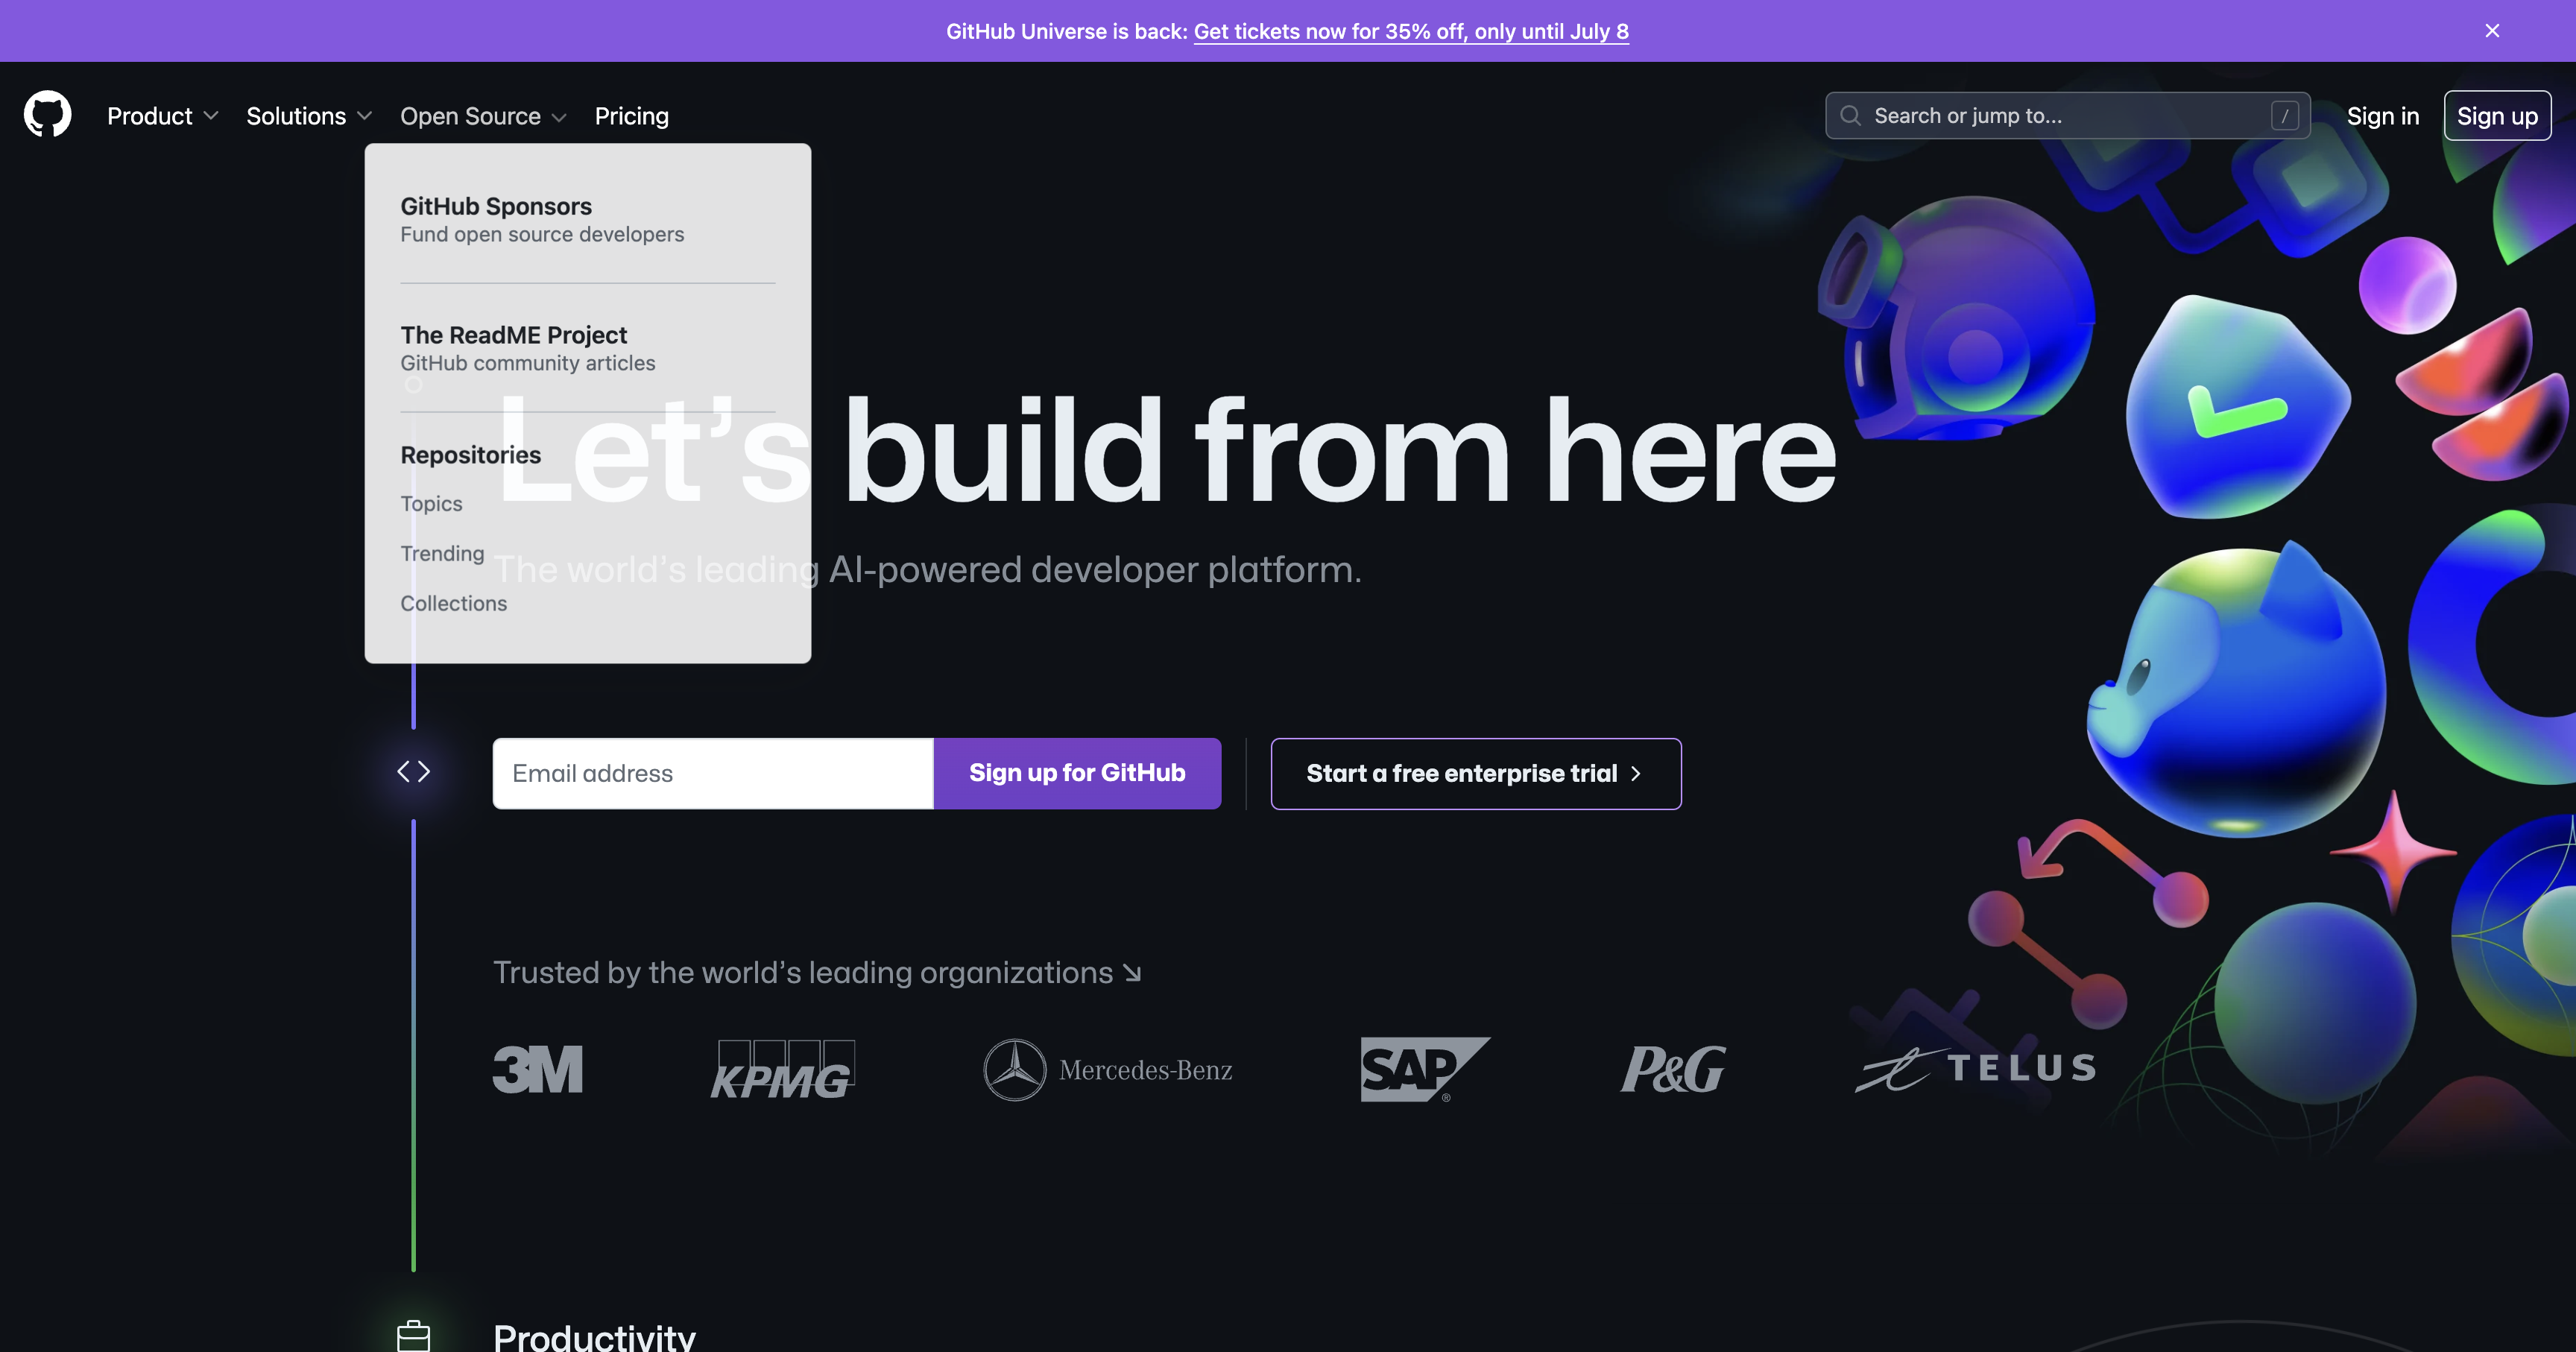 GitHub Universe is back: Get tickets now for 35% off, only until July 8
Product
Solutions
Open Source
Pricing
Search or jump to...
/
Sign in
Sign up
GitHub Sponsors
Fund open source developers
The ReadME Project
GitHub community articles
Repositories
Topics
Trending
Collections
Let’s build from here
The world’s leading AI-powered developer platform.
Email address
Sign up for GitHub
Start a free enterprise trial
Trusted by the world’s leading organizations
3M
KPMG
Mercedes-Benz
SAP®
P&G
TELUS
Productivity